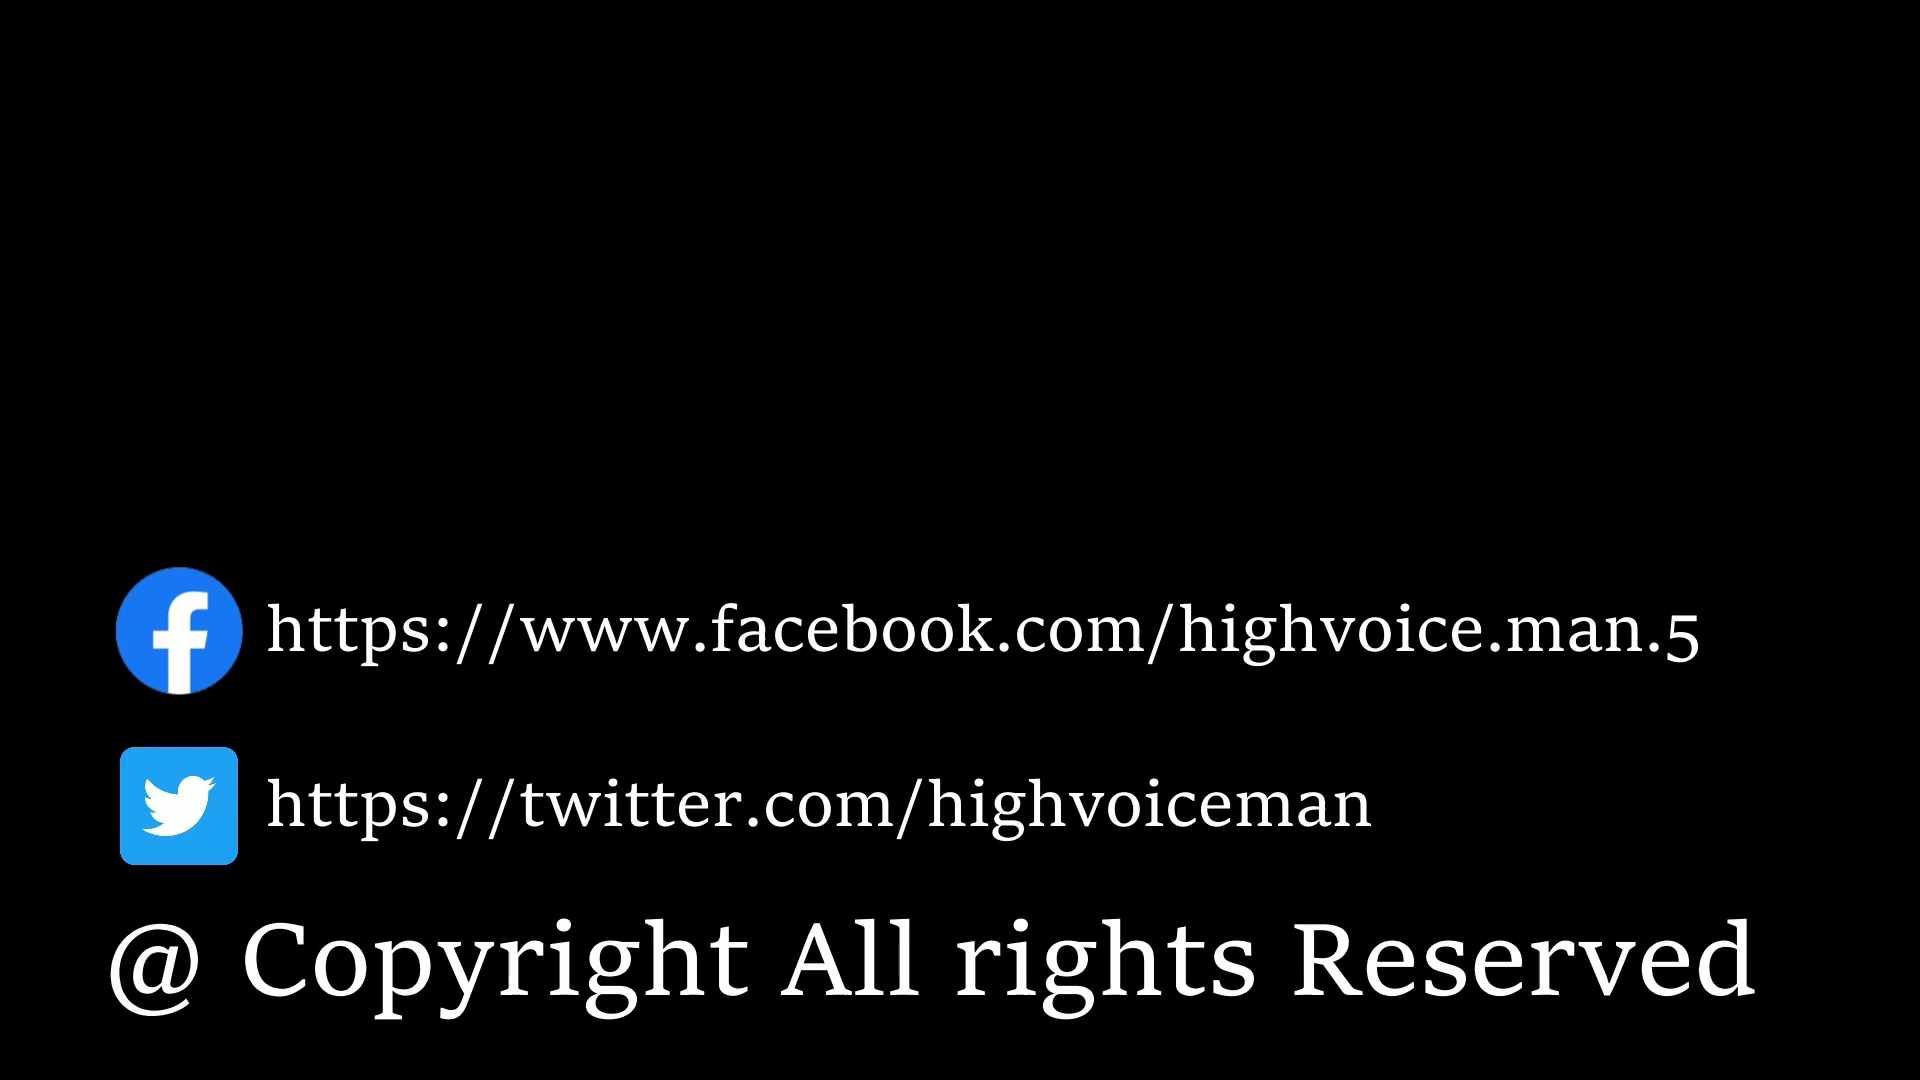 https://www.facebook.com/highvoice.man.5
https://twitter.com/highvoiceman
@ Copyright All rights Reserved